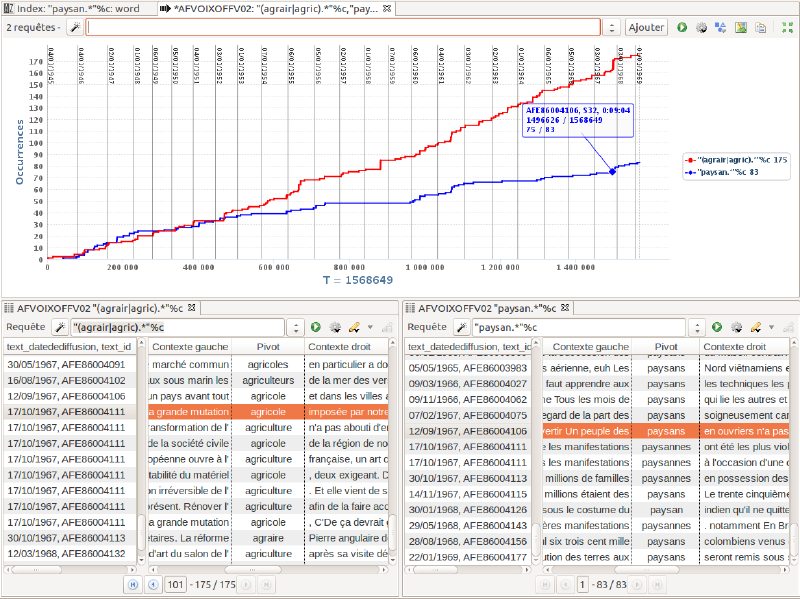 Index: "paysan.*"%c: word
*AFVOIXOFFV02: "(agrair|agric).*"%c,"pay...
2 requêtes
Ajouter
Occurrences
170
160
150
140
130
120
110
100
90
80
70
60
50
40
30
20
10
0
0 200 000 400 000 600 000 800 000 1 000 000 1 200 000 1 400 000
T = 1568649
AFE86004106, S32, 0:09:04
1496626 / 1568649
75 / 83
"(agrair|agric).*"%c 175
"paysan.*"%c 83
AFVOIXOFFV02 "(agrair|agric).*"%c
Requête "(agrair|agric).*"%c
text_datedediffusion, text_id Contexte gauche Pivot Contexte droit
30/05/1967, AFE86004091 marché commun agricoles en particulier a do
16/08/1967, AFE86004102 aux sous marin les agriculteurs de la mer des ver
12/09/1967, AFE86004106 un pays avant tout agricole et dans les villes a
17/10/1967, AFE86004111 la grande mutation agricole imposée par notre
17/10/1967, AFE86004111 ransformation de l' agriculture n'a pas abouti d'er
17/10/1967, AFE86004111 de la société civile agricole de la région de no
17/10/1967, AFE86004111 opéenne ouvre à l' agriculture française, un art d
17/10/1967, AFE86004111 tabilité du matériel agricole , deux exigeant. D
17/10/1967, AFE86004111 on irréversible de l' agriculture . Et elle vient de s
17/10/1967, AFE86004111 présent. Rénover l' agriculture afin de la faire acc
17/10/1967, AFE86004111 la grande mutation agricole , C'De ça devrait
30/10/1967, AFE86004113 étaires. La réforme agraire Pierre angulaire d
12/03/1968, AFE86004132 d'art du salon de l' agriculture après sa visite dé
101 - 175 / 175
AFVOIXOFFV02 "paysan.*"%c
Requête "paysan.*"%c
text_datedediffusion, text_id Contexte gauche Pivot Contexte droit
05/05/1965, AFE86003983 s aérienne, euh Les paysans Nord viêtnamiens e
09/03/1966, AFE86004027 faut apprendre aux paysans les techniques les p
09/11/1966, AFE86004062 ne Tous les mois de paysans qui lie les autres et
07/02/1967, AFE86004075 egard de la part des paysans soigneusement car
12/09/1967, AFE86004106 vertir Un peuple des paysans en ouvriers n'a pas
17/10/1967, AFE86004111 s les manifestations paysannes ont été les plus viol
17/10/1967, AFE86004111 s les manifestations paysannes à l'occasion d'une
30/10/1967, AFE86004113 millions de familles paysannes en possession des
14/11/1967, AFE86004115 millions étaient des paysans Le trente cinquième
30/01/1968, AFE86004126 sous le costume du paysan indien qu'il ne quitte
29/05/1968, AFE86004143 ères manifestations paysannes . notamment En Br
28/08/1968, AFE86004156 ul six trois cent mille paysans colombiens venus
22/01/1969, AFE86004177 ution des terres aux paysans seront remis sous
1 - 83 / 83